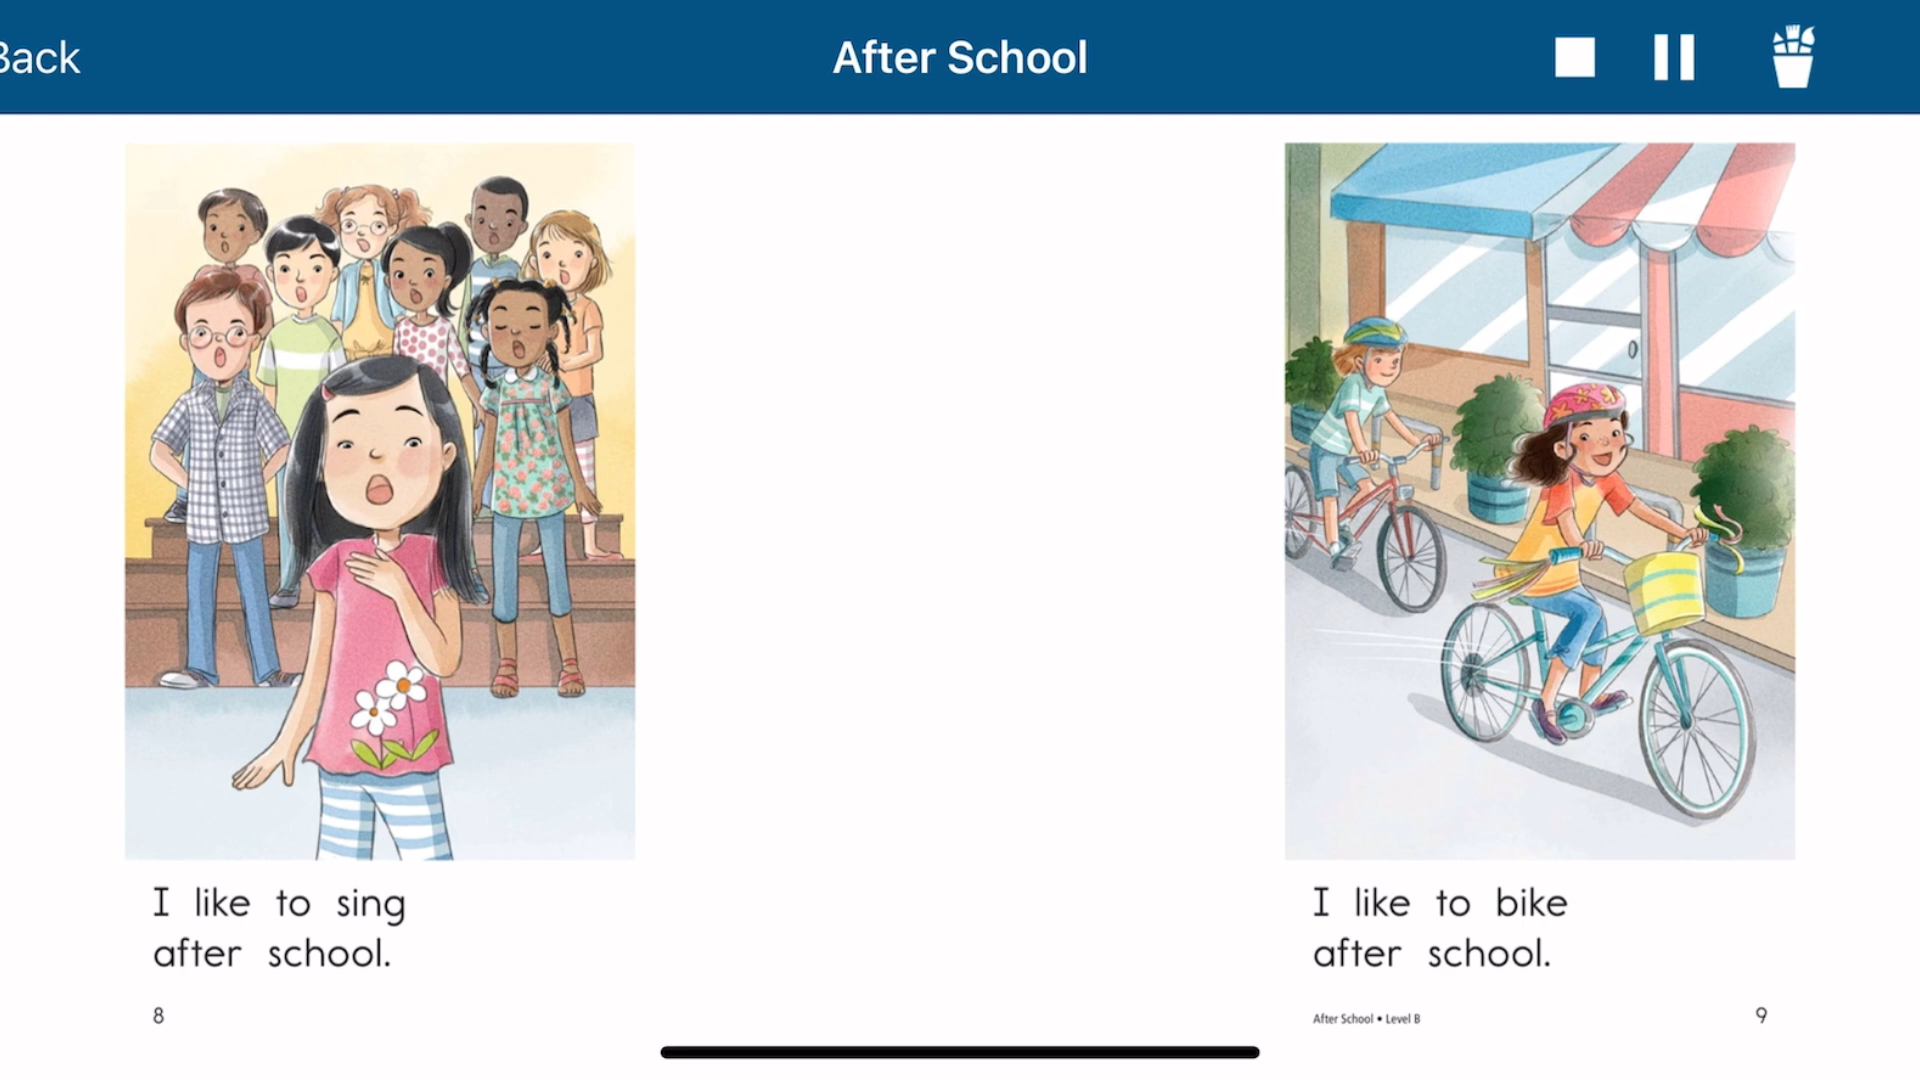 Back
After School
I like to sing
after school.
8
I like to bike
after school.
After School • Level B
9